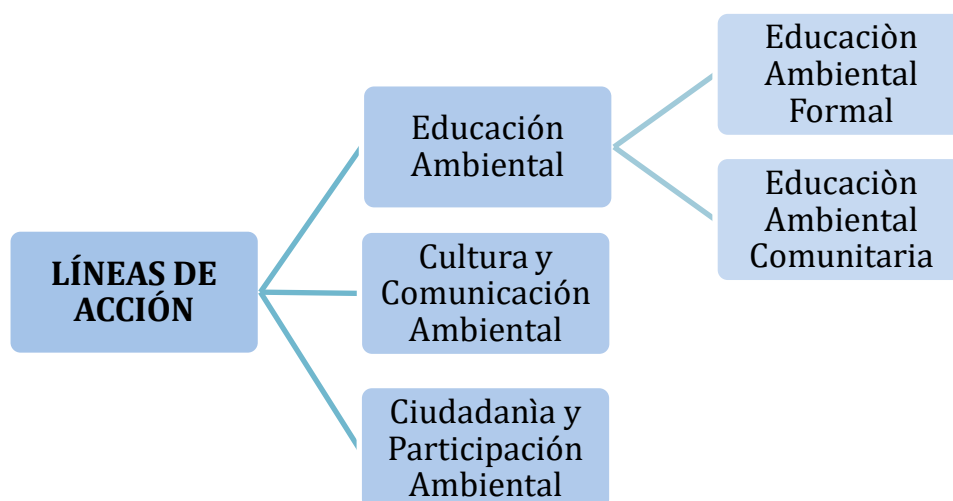 LÍNEAS DE
ACCIÓN
Educación
Ambiental
Educaciòn
Ambiental
Formal
Educaciòn
Ambiental
Comunitaria
Cultura y
Comunicación
Ambiental
Ciudadanìa y
Participación
Ambiental